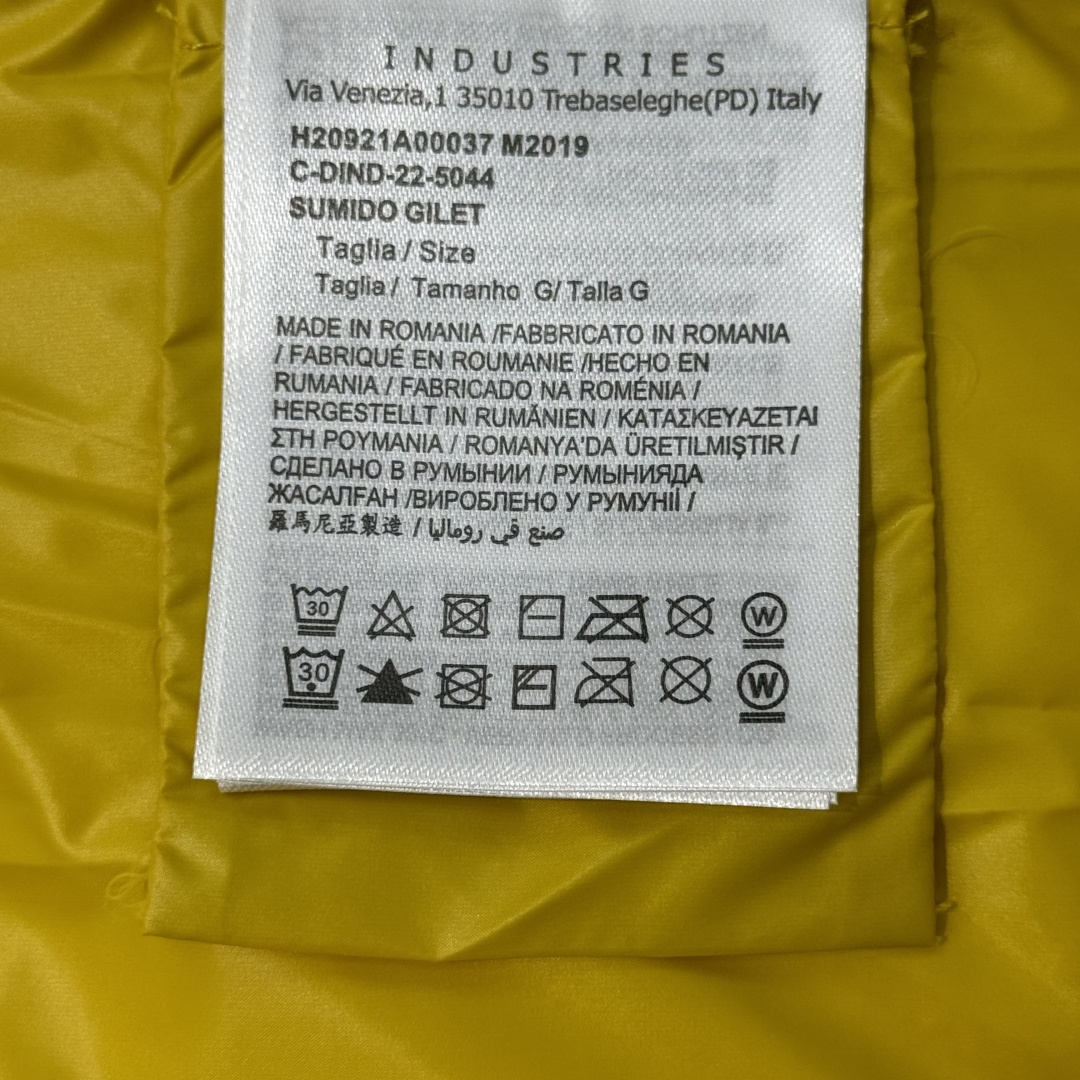 INDUSTRIES
Via Venezia,1 35010 Trebaseleghe(PD) Italy
H20921A00037 M2019
C-DIND-22-5044
SUMIDO GILET
Taglia / Size
Taglia / Tamanho G/ Talla G
MADE IN ROMANIA /FABBRICATO IN ROMANIA
/ FABRIQUÉ EN ROUMANIE /HECHO EN
RUMANIA / FABRICADO NA ROMÉNIA /
HERGESTELLT IN RUMÄNIEN / ΚΑΤΑΣΚΕΥΑΖΕΤΑΙ
ΣΤΗ ΡΟΥΜΑΝΙΑ / ROMANYA'DA ÜRETILMIŞTIR /
СДЕЛАНО В РУМЫНИИ / РУМЫНИЯДА
ЖАСАЛҒАН /ВИРОБЛЕНО У РУМУНІЇ /
羅馬尼亞製造 / صنع في روماليا
30 W
30 W